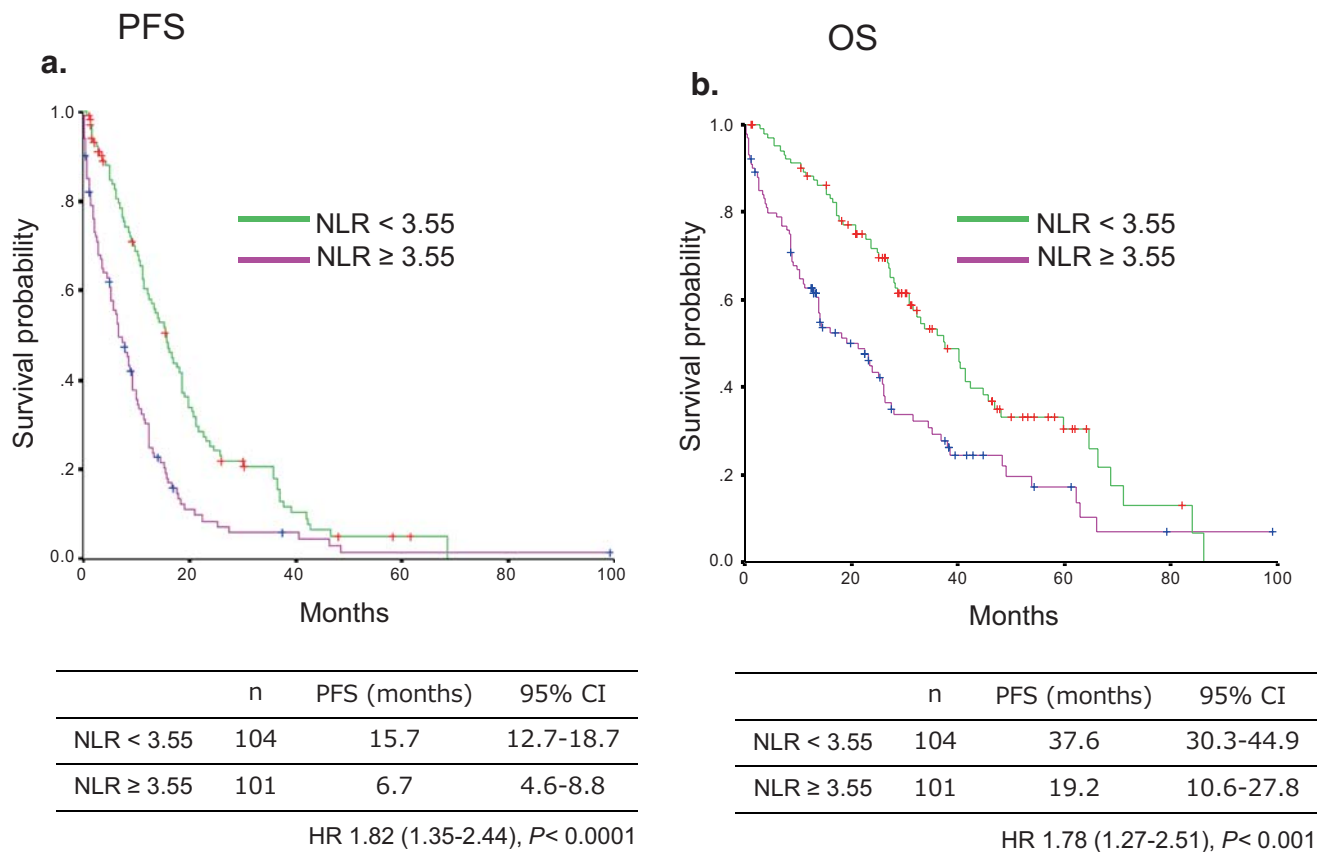 PFS
a.
1.0
.8
.6
.4
.2
0.0
Survival probability
NLR < 3.55
NLR ≥ 3.55
0 20 40 60 80 100
Months
n PFS (months) 95% CI
NLR < 3.55 104 15.7 12.7-18.7
NLR ≥ 3.55 101 6.7 4.6-8.8
HR 1.82 (1.35-2.44), P< 0.0001
OS
b.
1.0
.8
.6
.4
.2
0.0
Survival probability
NLR < 3.55
NLR ≥ 3.55
0 20 40 60 80 100
Months
n PFS (months) 95% CI
NLR < 3.55 104 37.6 30.3-44.9
NLR ≥ 3.55 101 19.2 10.6-27.8
HR 1.78 (1.27-2.51), P< 0.001